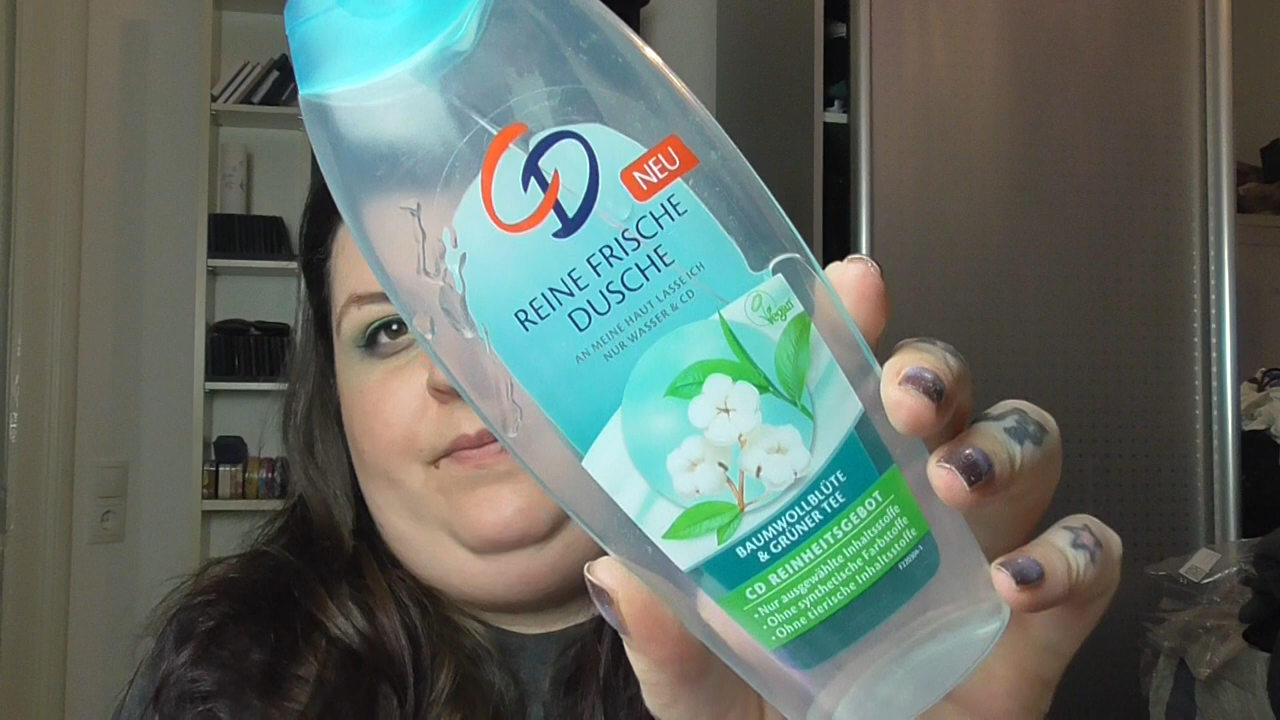 CD
NEU
REINE FRISCHE
DUSCHE
AN MEINE HAUT LASSE ICH
NUR WASSER & CD
Vegan
BAUMWOLLBLÜTE
& GRÜNER TEE
CD REINHEITSGEBOT
• Nur ausgewählte Inhaltsstoffe
• Ohne synthetische Farbstoffe
• Ohne tierische Inhaltsstoffe